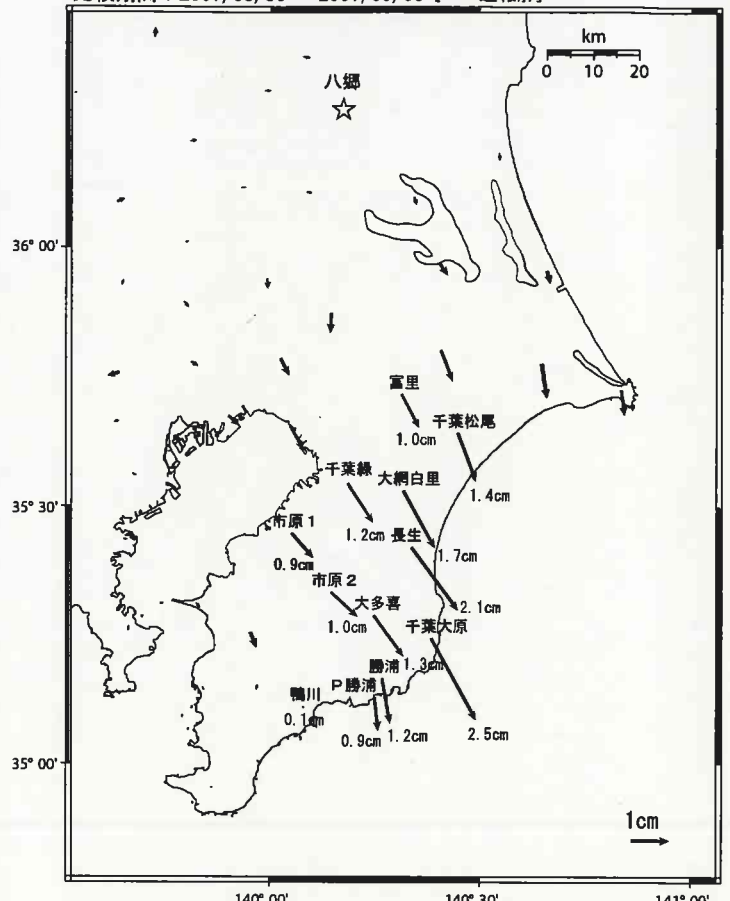 km
0 10 20
八郷
36° 00'
富里
1.0cm
千葉松尾
1.4cm
千葉緑
大網白里
35° 30'
市原1
1.2cm
長生
1.7cm
0.9cm
市原2
大多喜
2.1cm
1.0cm
千葉大原
1.3cm
勝浦
P勝浦
鴨川
0.1cm
0.9cm
1.2cm
2.5cm
35° 00'
1cm
140° 00'
140° 30'
141° 00'